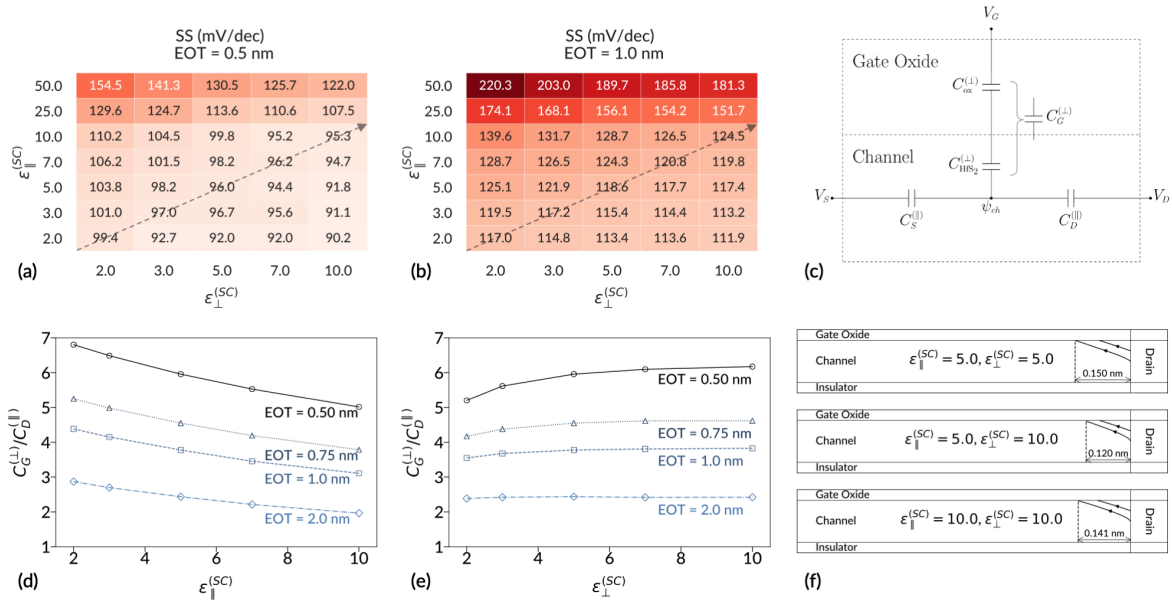 SS (mV/dec)
EOT = 0.5 nm
50.0 154.5 141.3 130.5 125.7 122.0
25.0 129.6 124.7 113.6 110.6 107.5
10.0 110.2 104.5 99.8 95.2 95.3
7.0 106.2 101.5 98.2 96.2 94.7
5.0 103.8 98.2 96.0 94.4 91.8
3.0 101.0 97.0 96.7 95.6 91.1
2.0 99.4 92.7 92.0 92.0 90.2
2.0 3.0 5.0 7.0 10.0
ε∥^(SC)
ε⊥^(SC)
(a)
SS (mV/dec)
EOT = 1.0 nm
50.0 220.3 203.0 189.7 185.8 181.3
25.0 174.1 168.1 156.1 154.2 151.7
10.0 139.6 131.7 128.7 126.5 124.5
7.0 128.7 126.5 124.3 120.8 119.8
5.0 125.1 121.9 118.6 117.7 117.4
3.0 119.5 117.2 115.4 114.4 113.2
2.0 117.0 114.8 113.4 113.6 111.9
2.0 3.0 5.0 7.0 10.0
ε∥^(SC)
ε⊥^(SC)
(b)
V_G
Gate Oxide
C_ox^(⊥)
C_G^(⊥)
Channel
C_HfS2^(⊥)
V_S
ψ_ch
V_D
C_S^(∥)
C_D^(∥)
(c)
7
6
5
4
3
2
1
C_G^(⊥)/C_D^(∥)
EOT = 0.50 nm
EOT = 0.75 nm
EOT = 1.0 nm
EOT = 2.0 nm
2 4 6 8 10
ε∥^(SC)
(d)
7
6
5
4
3
2
1
C_G^(⊥)/C_D^(∥)
EOT = 0.50 nm
EOT = 0.75 nm
EOT = 1.0 nm
EOT = 2.0 nm
2 4 6 8 10
ε⊥^(SC)
(e)
Gate Oxide
Channel
ε∥^(SC) = 5.0, ε⊥^(SC) = 5.0
0.150 nm
Drain
Insulator
Gate Oxide
Channel
ε∥^(SC) = 5.0, ε⊥^(SC) = 10.0
0.120 nm
Drain
Insulator
Gate Oxide
Channel
ε∥^(SC) = 10.0, ε⊥^(SC) = 10.0
0.141 nm
Drain
Insulator
(f)